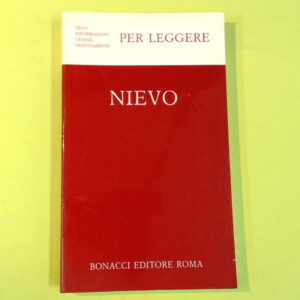 TESTI
INFORMAZIONI
GIUDIZI
ORIENTAMENTI
PER LEGGERE
NIEVO
BONACCI EDITORE ROMA